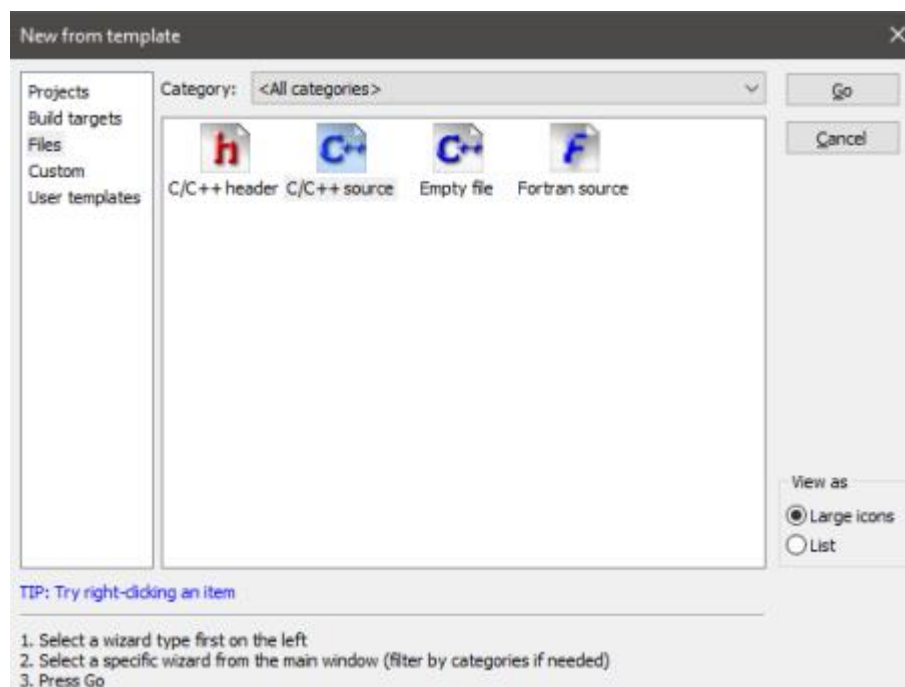 New from template
Projects
Build targets
Files
Custom
User templates
Category: <All categories>
h
C++
C++
F
C/C++ header C/C++ source Empty file Fortran source
Go
Cancel
View as
Large icons
List
TIP: Try right-clicking an item
1. Select a wizard type first on the left
2. Select a specific wizard from the main window (filter by categories if needed)
3. Press Go